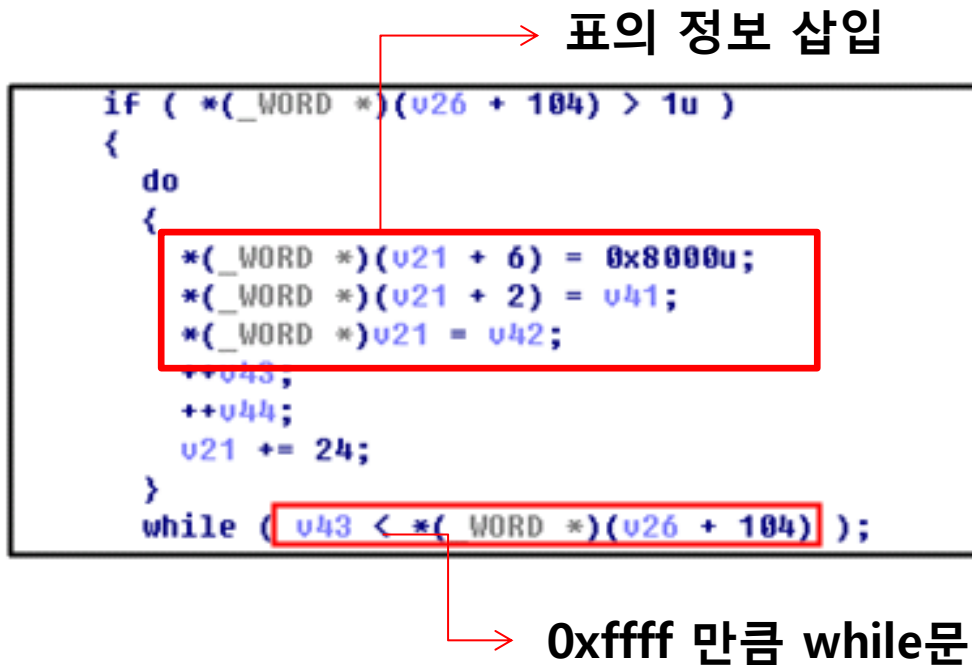 표의 정보 삽입
if ( *(_WORD *)(v26 + 104) > 1u )
{
do
{
*(_WORD *)(v21 + 6) = 0x8000u;
*(_WORD *)(v21 + 2) = v41;
*(_WORD *)v21 = v42;
++v43;
++v44;
v21 += 24;
}
while ( v43 < *(_WORD *)(v26 + 104) );
0xffff 만큼 while문